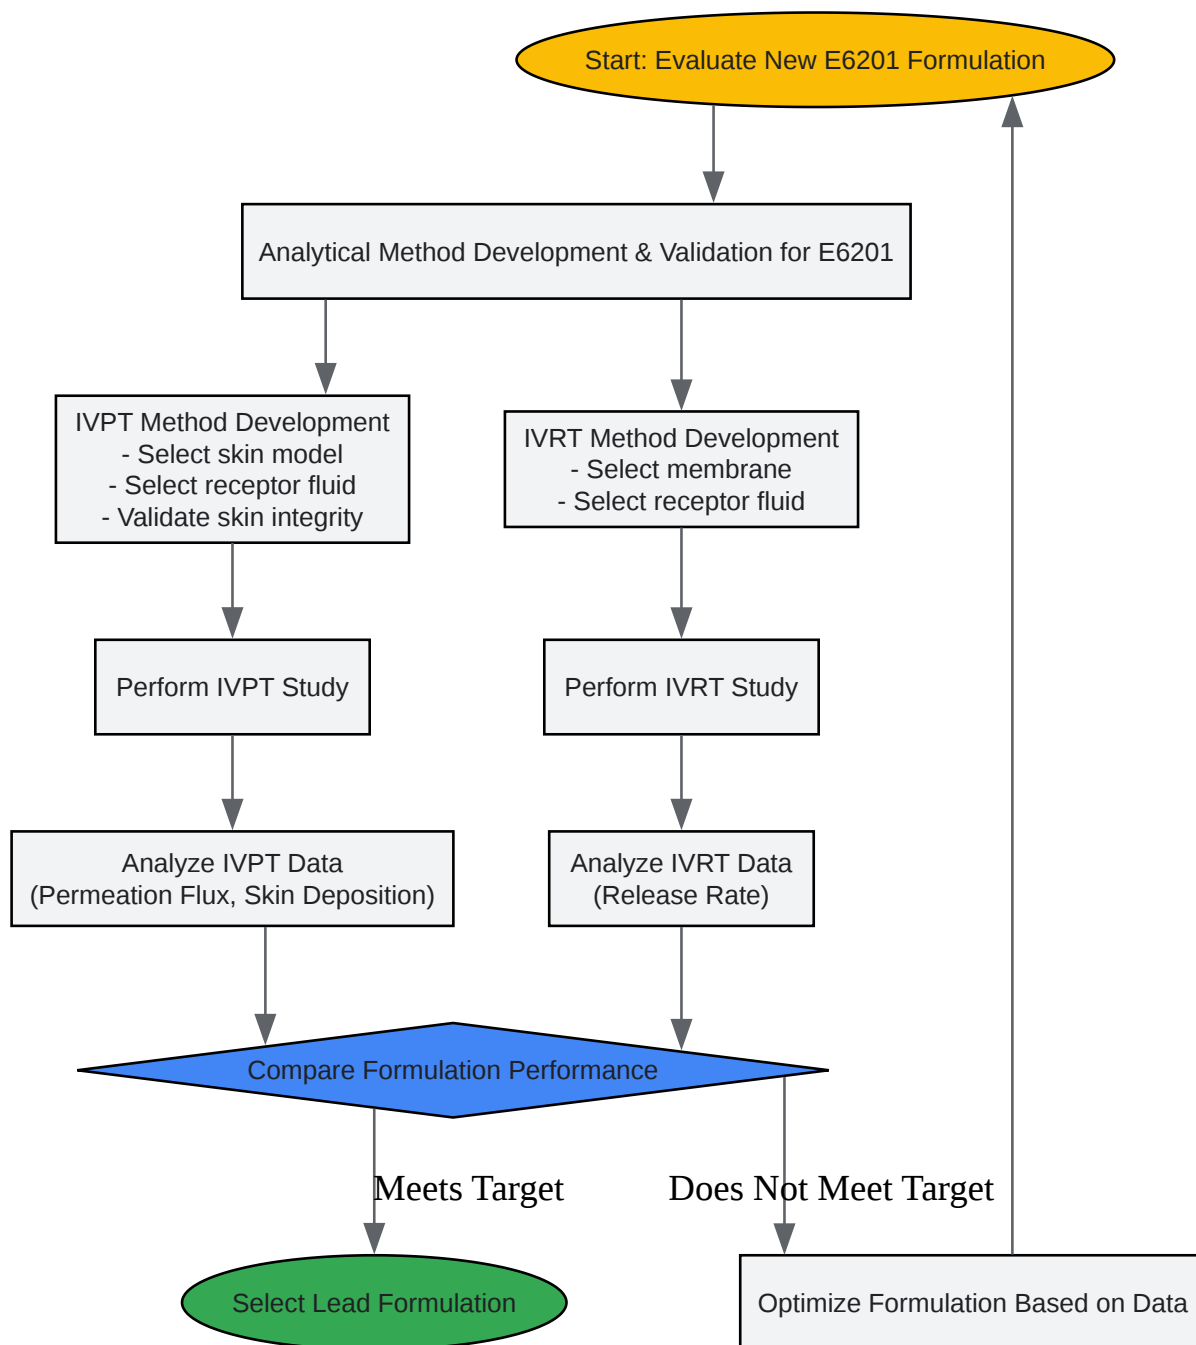 Start: Evaluate New E6201 Formulation
Analytical Method Development & Validation for E6201
IVPT Method Development
- Select skin model
- Select receptor fluid
- Validate skin integrity
IVRT Method Development
- Select membrane
- Select receptor fluid
Perform IVPT Study
Perform IVRT Study
Analyze IVPT Data
(Permeation Flux, Skin Deposition)
Analyze IVRT Data
(Release Rate)
Compare Formulation Performance
Meets Target
Does Not Meet Target
Select Lead Formulation
Optimize Formulation Based on Data